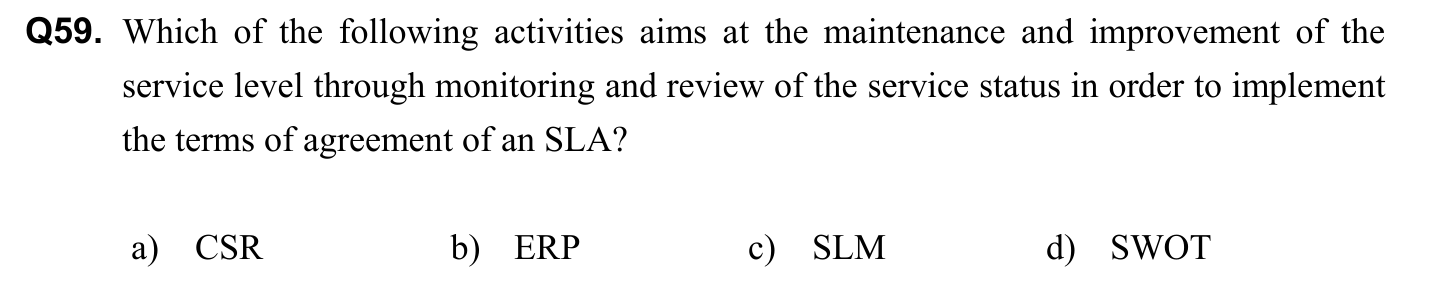 Q59. Which of the following activities aims at the maintenance and improvement of the
service level through monitoring and review of the service status in order to implement
the terms of agreement of an SLA?
a) CSR b) ERP c) SLM d) SWOT